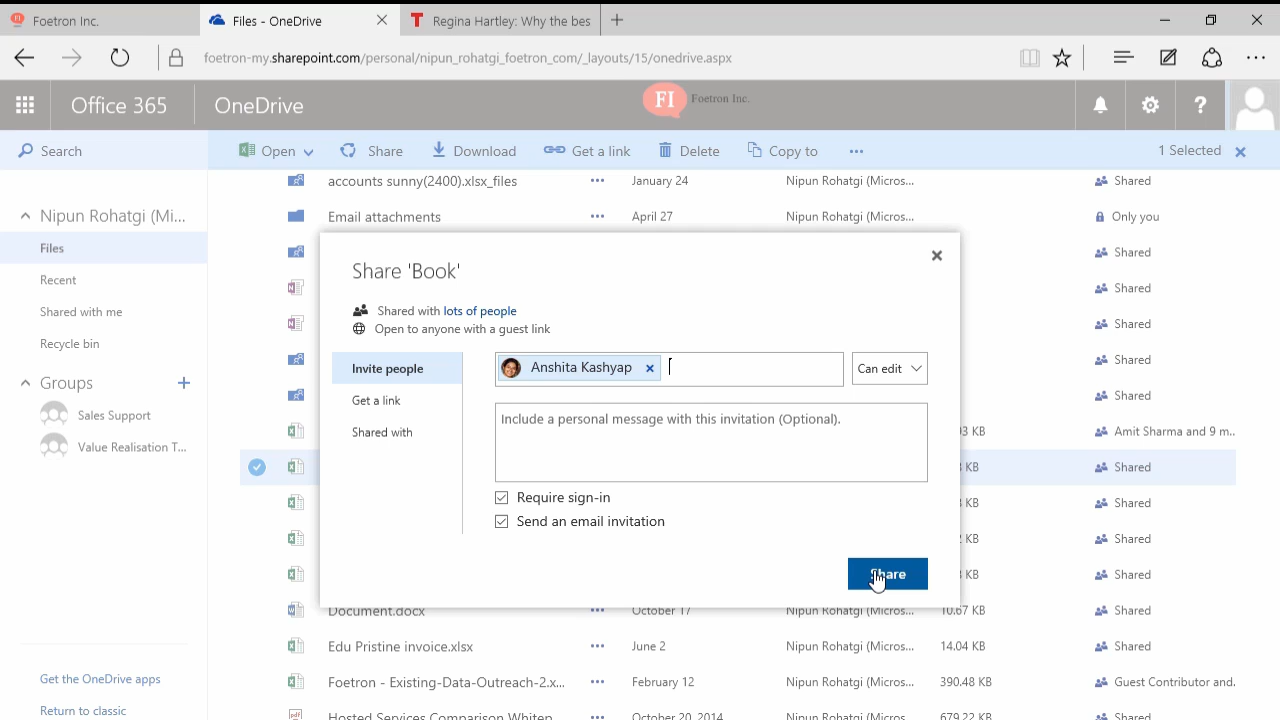 Foetron Inc.
Files - OneDrive
Regina Hartley: Why the bes
foetron-my.sharepoint.com/personal/nipun_rohatgi_foetron_com/_layouts/15/onedrive.aspx
Office 365
OneDrive
FI
Foetron Inc.
Search
Open
Share
Download
Get a link
Delete
Copy to
1 Selected
Nipun Rohatgi (Mi...
Files
Recent
Shared with me
Recycle bin
Groups
Sales Support
Value Realisation T...
Get the OneDrive apps
Return to classic
accounts sunny(2400).xlsx_files January 24 Nipun Rohatgi (Micros... Shared
Email attachments April 27 Nipun Rohatgi (Micros... Only you
Shared
Shared
Shared
Shared
Shared
KB Amit Sharma and 9 m..
KB Shared
KB Shared
KB Shared
KB Shared
Share 'Book'
Shared with lots of people
Open to anyone with a guest link
Invite people
Get a link
Shared with
Anshita Kashyap
Can edit
Include a personal message with this invitation (Optional).
Require sign-in
Send an email invitation
Share
Document.docx October 17 Nipun Rohatgi (Micros... 10.67 KB Shared
Edu Pristine invoice.xlsx June 2 Nipun Rohatgi (Micros... 14.04 KB Shared
Foetron - Existing-Data-Outreach-2.x... February 12 Nipun Rohatgi (Micros... 390.48 KB Guest Contributor and.
Hosted Services Comparison Whitep October 20, 2014 Nipun Rohatgi (Micros... 679.22 KB Shared